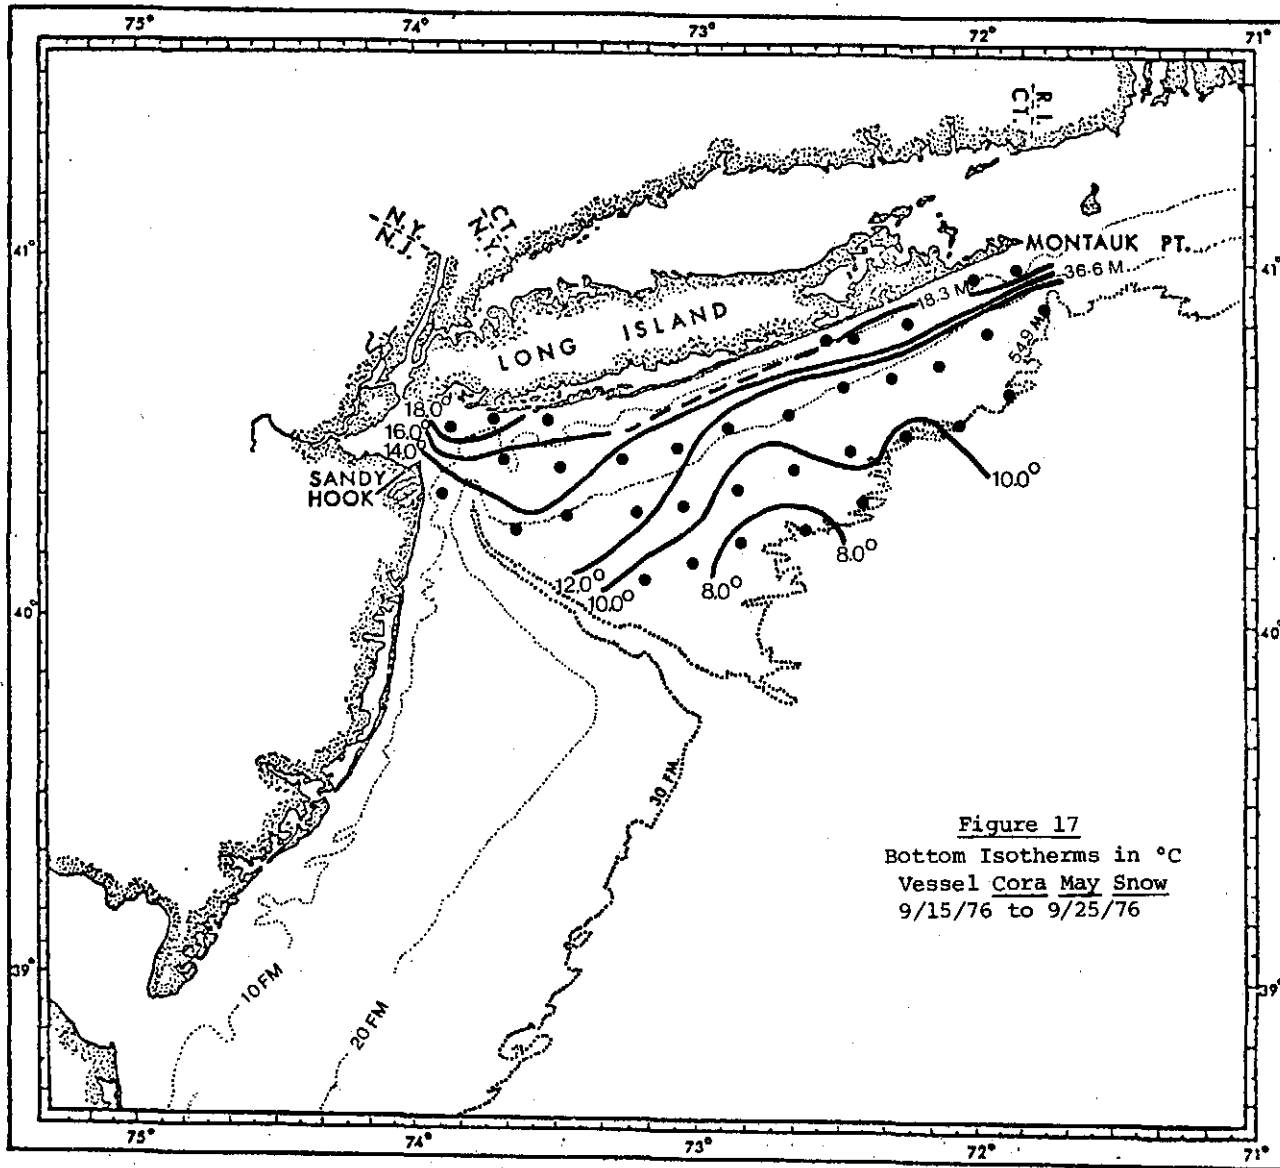 75°
74°
73°
72°
71°
R.I.
CT.
N.Y.
N.J.
CT.
N.Y.
41°
MONTAUK PT.
41°
36.6 M
18.3 M
LONG ISLAND
54.9 M
18.0°
16.0°
14.0°
SANDY
HOOK
10.0°
8.0°
12.0°
10.0°
8.0°
40°
40°
30 FM
Figure 17
Bottom Isotherms in °C
Vessel Cora May Snow
9/15/76 to 9/25/76
39°
39°
10 FM
20 FM
75°
74°
73°
72°
71°